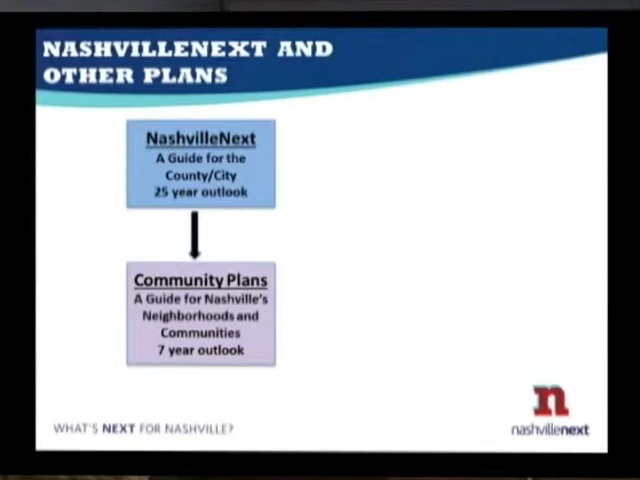 NASHVILLENEXT AND
OTHER PLANS
NashvilleNext
A Guide for the
County/City
25 year outlook
Community Plans
A Guide for Nashville's
Neighborhoods and
Communities
7 year outlook
WHAT'S NEXT FOR NASHVILLE?
n
nashvillenext